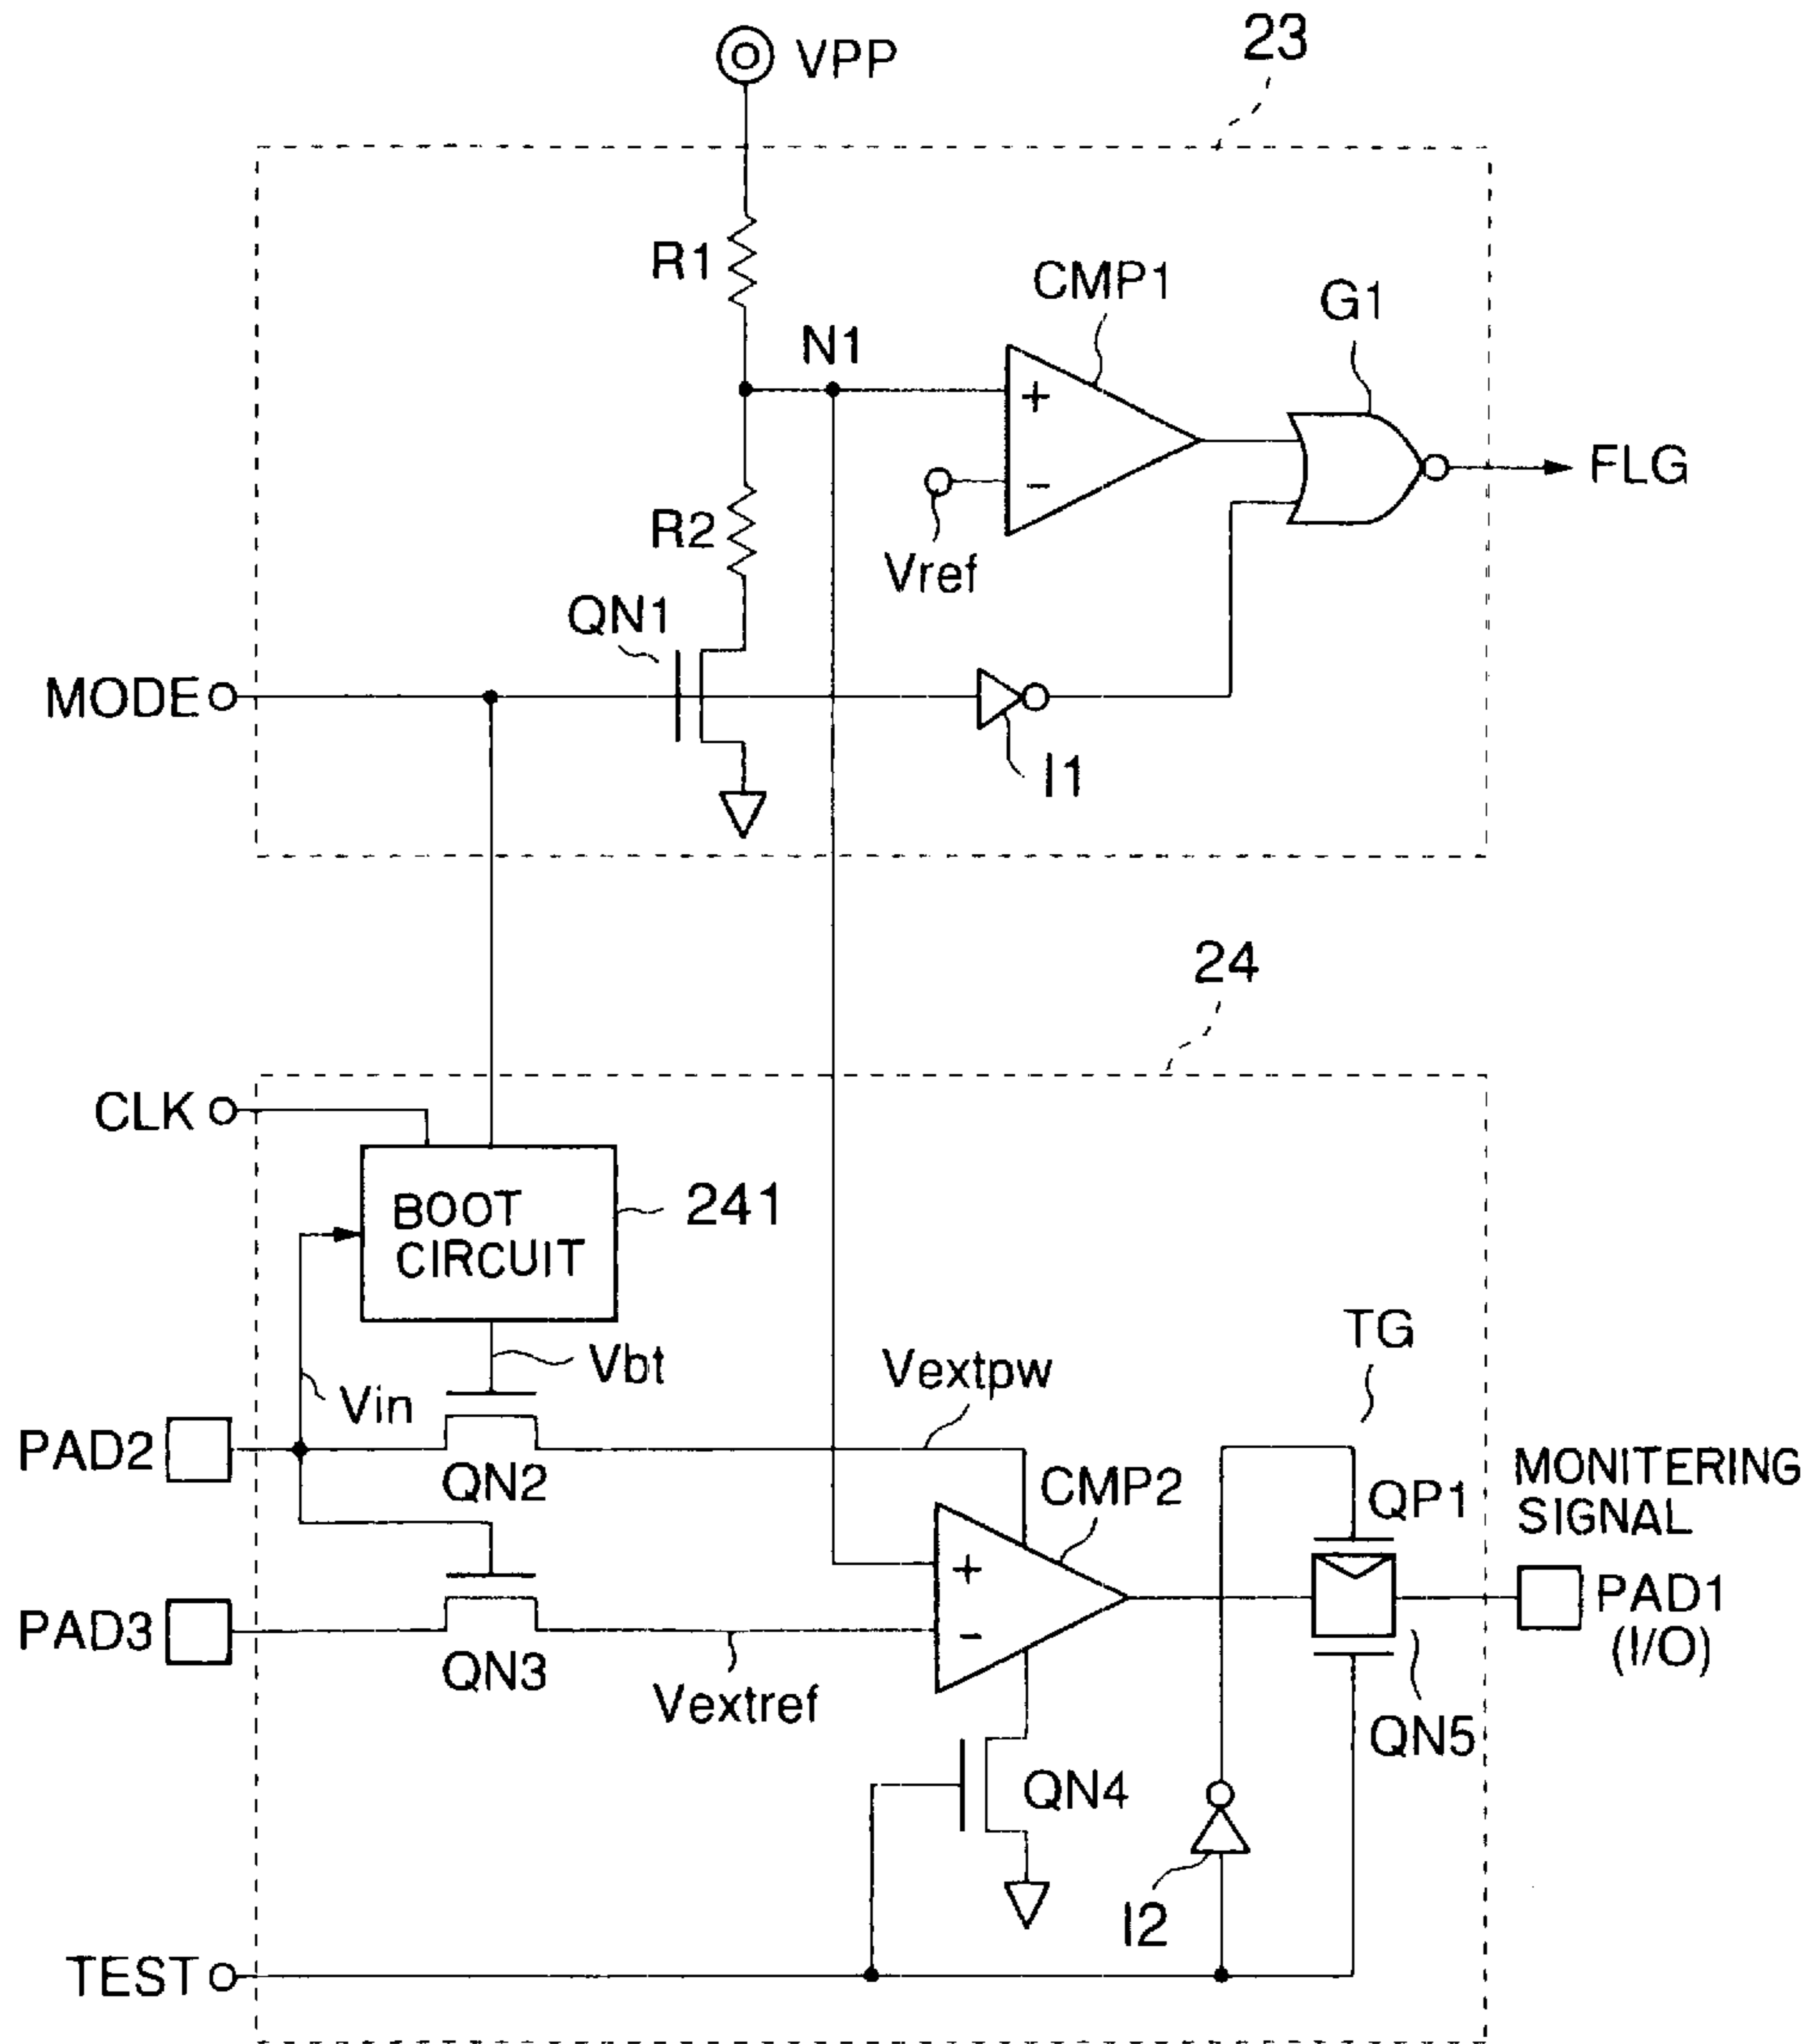 23
VPP
R1
CMP1
G1
N1
+
−
FLG
R2
Vref
QN1
MODE
I1
24
CLK
BOOT
CIRCUIT
241
TG
Vbt
Vextpw
Vin
PAD2
QN2
CMP2
QP1
MONITERING
SIGNAL
+
−
PAD1
(I/O)
PAD3
QN3
Vextref
QN5
QN4
I2
TEST